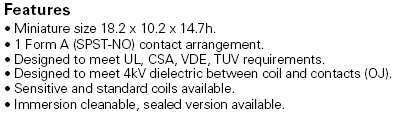 Features
• Miniature size 18.2 x 10.2 x 14.7h.
• 1 Form A (SPST-NO) contact arrangement.
• Designed to meet UL, CSA, VDE, TUV requirements.
• Designed to meet 4kV dielectric between coil and contacts (OJ).
• Sensitive and standard coils available.
• Immersion cleanable, sealed version available.